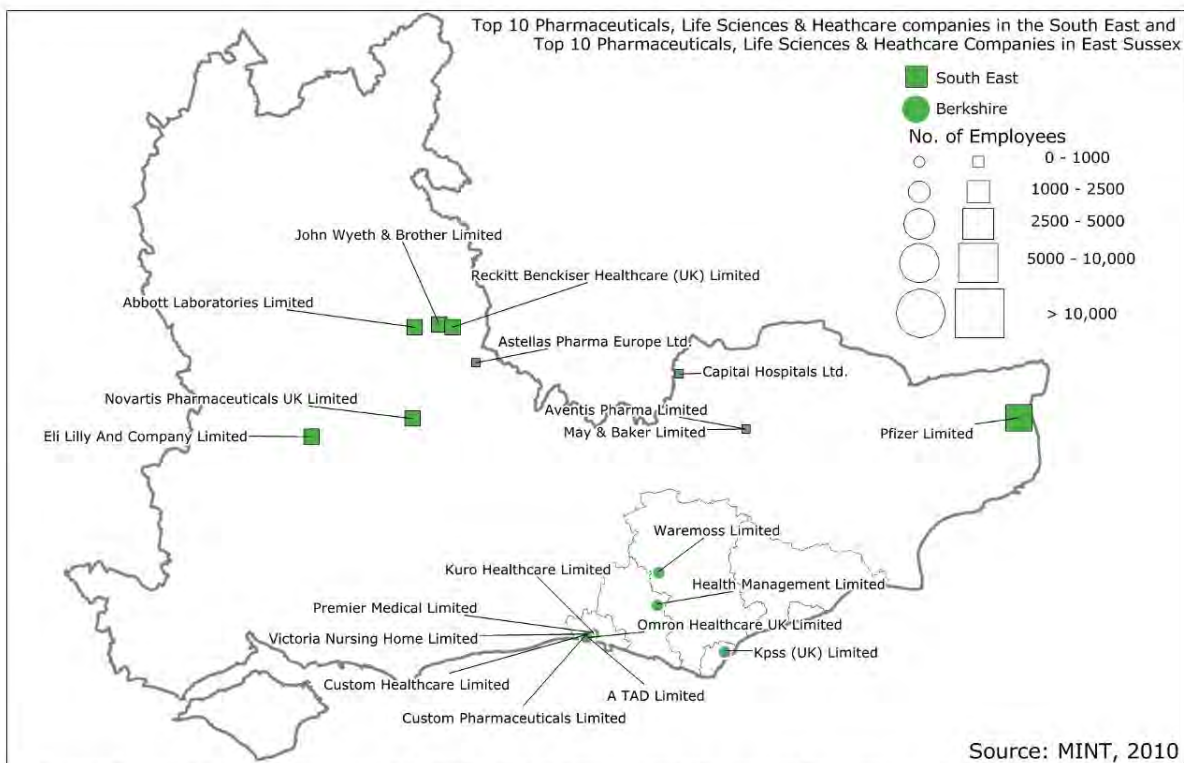 Top 10 Pharmaceuticals, Life Sciences & Heathcare companies in the South East and
Top 10 Pharmaceuticals, Life Sciences & Heathcare Companies in East Sussex
South East
Berkshire
No. of Employees
0 - 1000
1000 - 2500
2500 - 5000
5000 - 10,000
> 10,000
John Wyeth & Brother Limited
Reckitt Benckiser Healthcare (UK) Limited
Abbott Laboratories Limited
Astellas Pharma Europe Ltd.
Capital Hospitals Ltd.
Novartis Pharmaceuticals UK Limited
Aventis Pharma Limited
May & Baker Limited
Eli Lilly And Company Limited
Pfizer Limited
Waremoss Limited
Kuro Healthcare Limited
Health Management Limited
Premier Medical Limited
Omron Healthcare UK Limited
Victoria Nursing Home Limited
Kpss (UK) Limited
Custom Healthcare Limited
A TAD Limited
Custom Pharmaceuticals Limited
Source: MINT, 2010